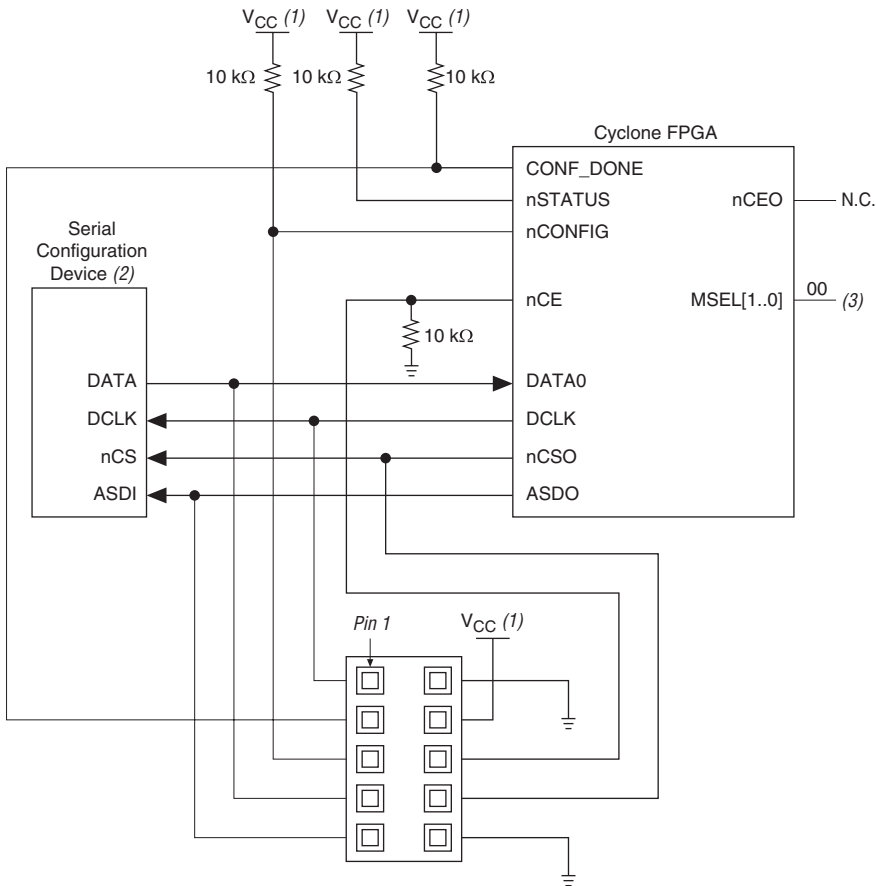 VCC (1) VCC (1) VCC (1)
10 kΩ 10 kΩ 10 kΩ
Cyclone FPGA
CONF_DONE
nSTATUS nCEO N.C.
nCONFIG
Serial
Configuration
Device (2)
nCE MSEL[1..0] 00 (3)
10 kΩ
DATA DATA0
DCLK DCLK
nCS nCSO
ASDI ASDO
Pin 1 VCC (1)